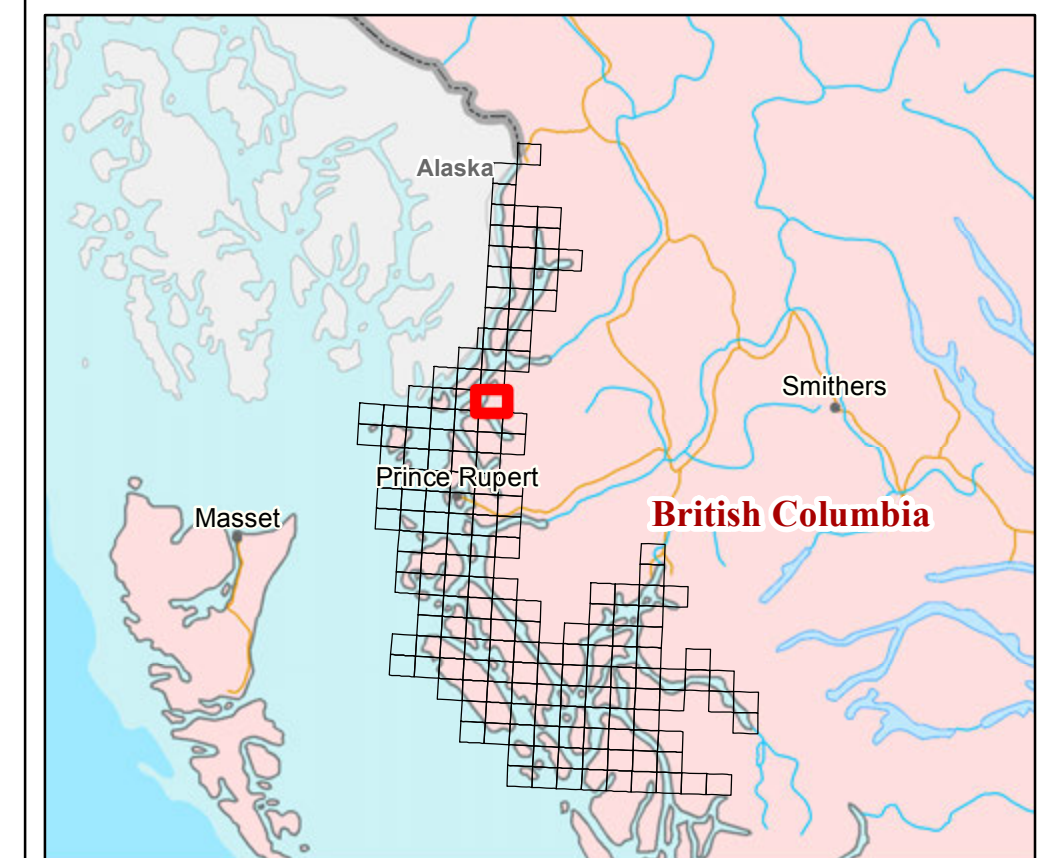 Alaska
Smithers
Prince Rupert
Masset
British Columbia